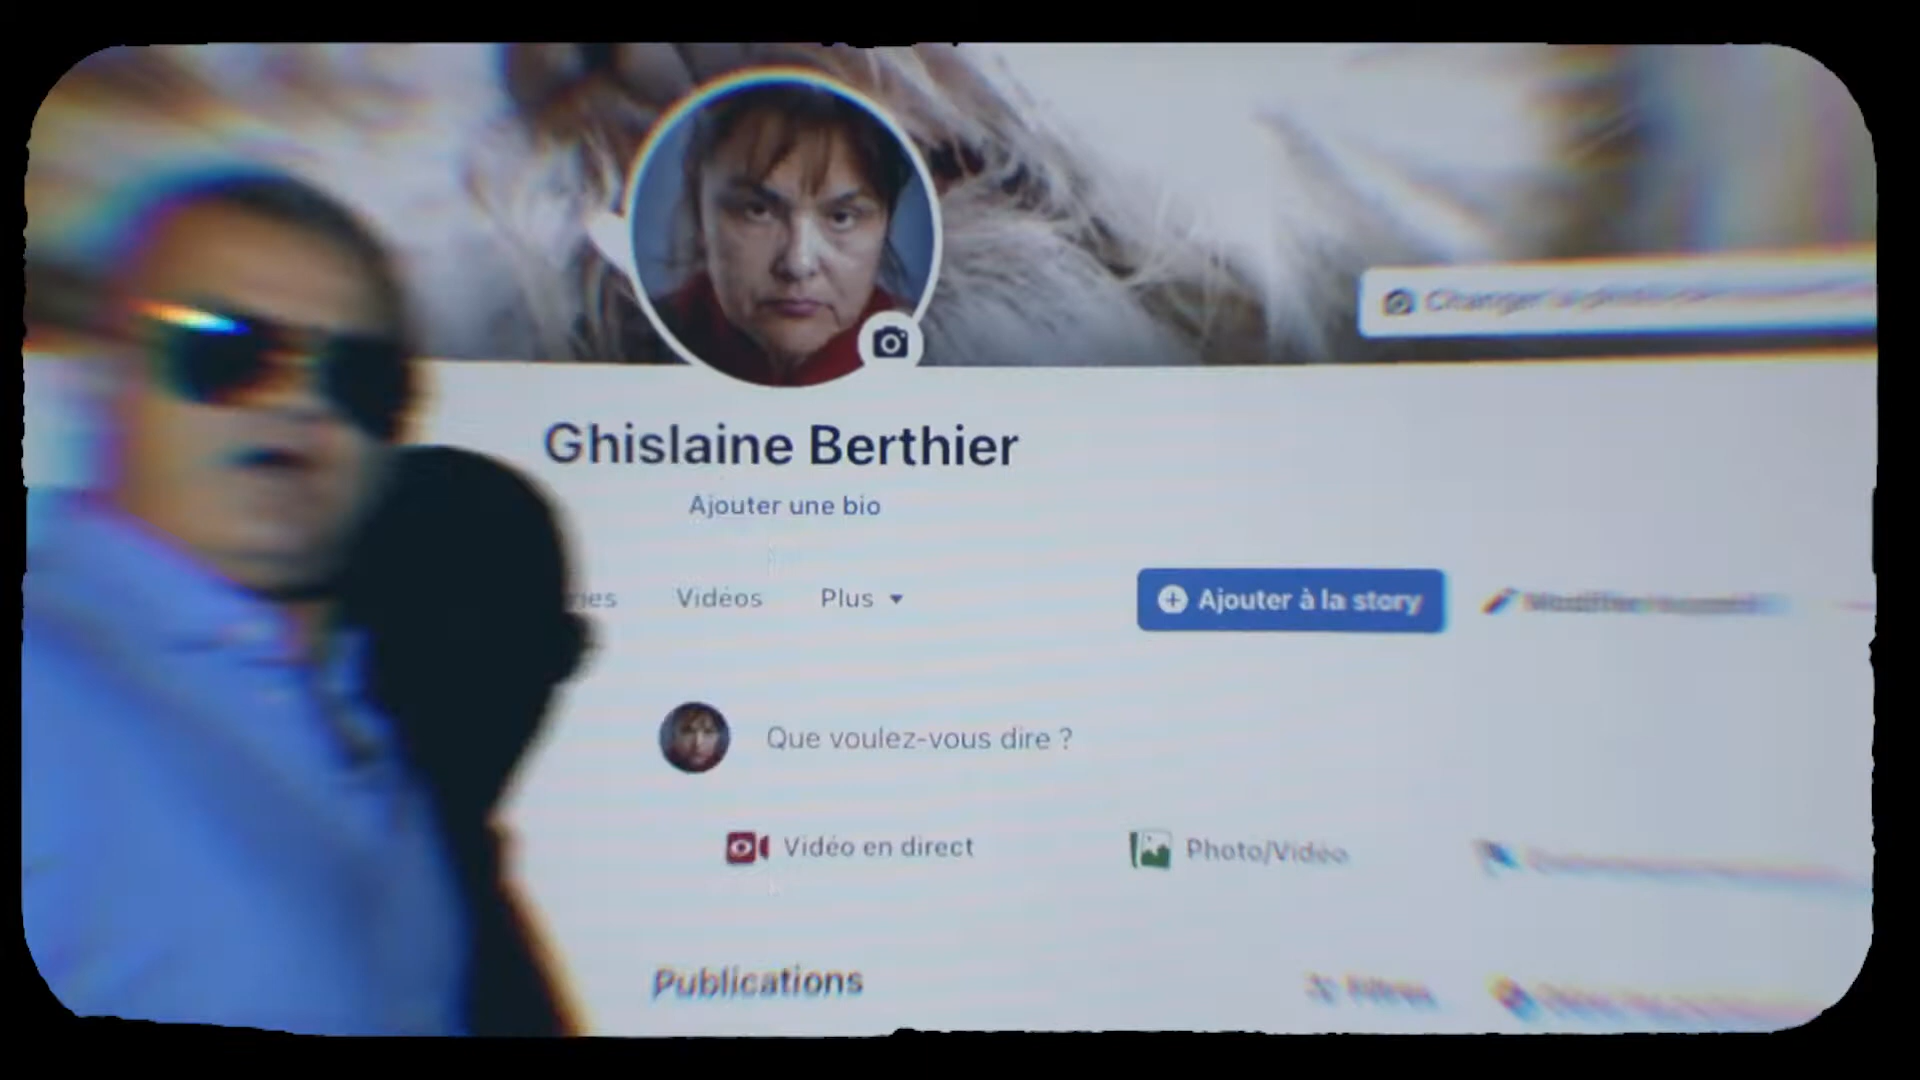 Changer
Ghislaine Berthier
Ajouter une bio
Vidéos
Plus
Ajouter à la story
Que voulez-vous dire ?
Vidéo en direct
Photo/Vidéo
Publications